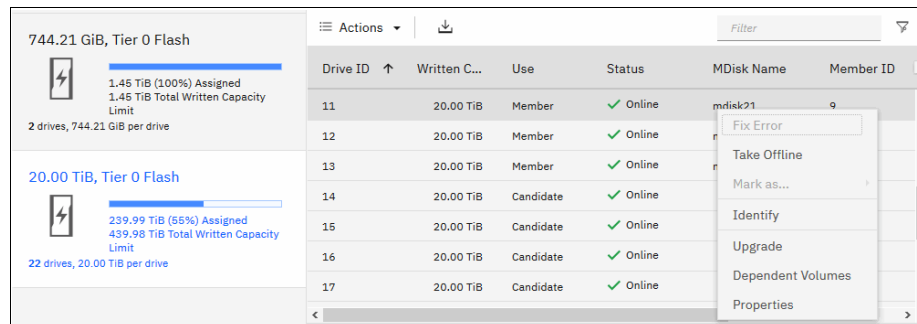 744.21 GiB, Tier 0 Flash
1.45 TiB (100%) Assigned
1.45 TiB Total Written Capacity
Limit
2 drives, 744.21 GiB per drive
20.00 TiB, Tier 0 Flash
239.99 TiB (55%) Assigned
439.98 TiB Total Written Capacity
Limit
22 drives, 20.00 TiB per drive
Actions
Filter
Drive ID Written C... Use Status MDisk Name Member ID
11 20.00 TiB Member Online mdisk21 9
12 20.00 TiB Member Online
13 20.00 TiB Member Online
14 20.00 TiB Candidate Online
15 20.00 TiB Candidate Online
16 20.00 TiB Candidate Online
17 20.00 TiB Candidate Online
Fix Error
Take Offline
Mark as...
Identify
Upgrade
Dependent Volumes
Properties